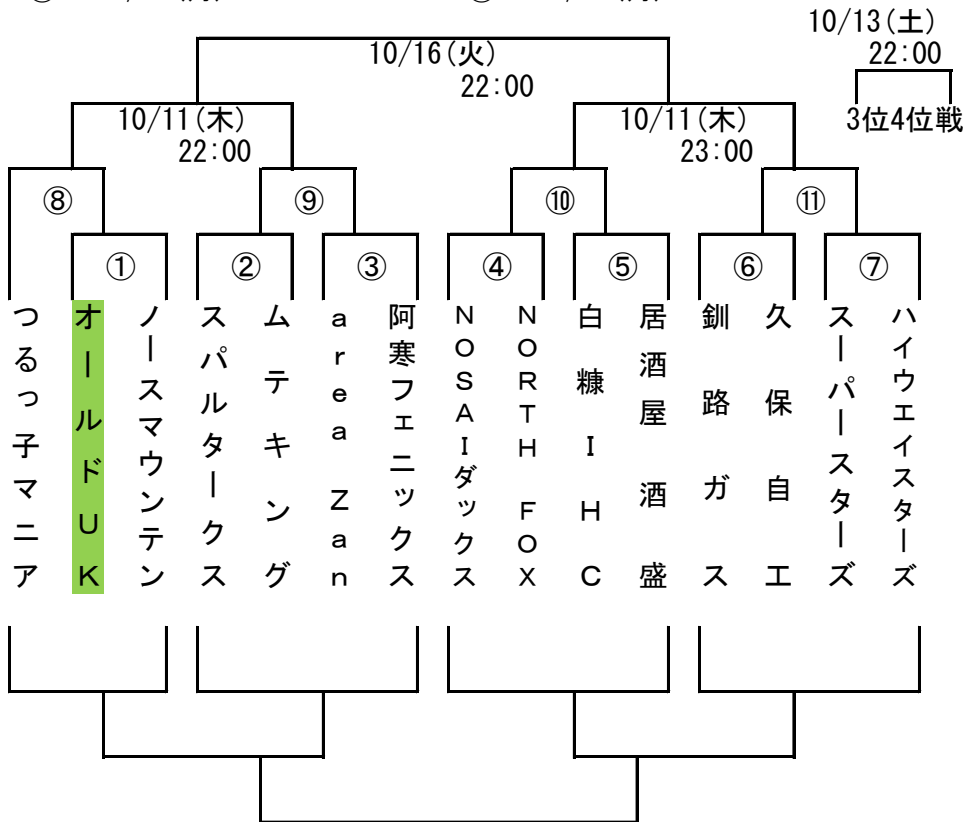 10/13(土)
22:00
3位4位戦
10/16(火)
22:00
10/11(木)
22:00
10/11(木)
23:00
⑧
⑨
⑩
⑪
①
②
③
④
⑤
⑥
⑦
つるっ子マニア
オールドUK
ノースマウンテン
スパルタークス
ムテキング
area Zan
阿寒フェニックス
NOSAIダックス
NORTH FOX
白糠IHC
居酒屋酒盛
釧路ガス
久保自工
スーパースターズ
ハイウエイスターズ